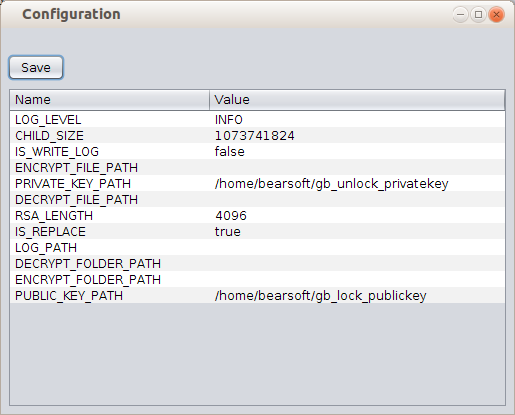 Configuration
Save
Name Value
LOG_LEVEL INFO
CHILD_SIZE 1073741824
IS_WRITE_LOG false
ENCRYPT_FILE_PATH
PRIVATE_KEY_PATH /home/bearsoft/gb_unlock_privatekey
DECRYPT_FILE_PATH
RSA_LENGTH 4096
IS_REPLACE true
LOG_PATH
DECRYPT_FOLDER_PATH
ENCRYPT_FOLDER_PATH
PUBLIC_KEY_PATH /home/bearsoft/gb_lock_publickey